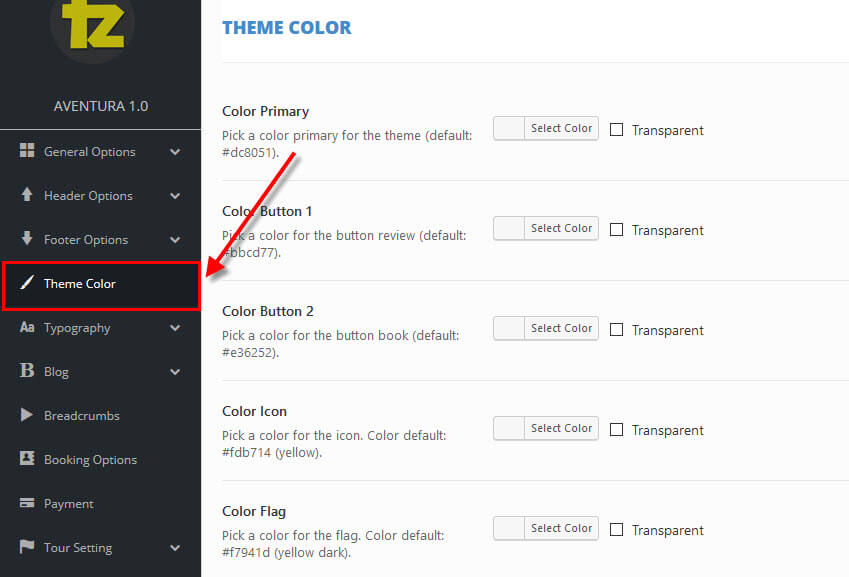 tz
AVENTURA 1.0
General Options
Header Options
Footer Options
Theme Color
Aa Typography
B Blog
Breadcrumbs
Booking Options
Payment
Tour Setting
THEME COLOR
Color Primary
Pick a color primary for the theme (default:
#dc8051).
Select Color
Transparent
Color Button 1
Pick a color for the button review (default:
#bbcd77).
Select Color
Transparent
Color Button 2
Pick a color for the button book (default:
#e36252).
Select Color
Transparent
Color Icon
Pick a color for the icon. Color default:
#fdb714 (yellow).
Select Color
Transparent
Color Flag
Pick a color for the flag. Color default:
#f7941d (yellow dark).
Select Color
Transparent